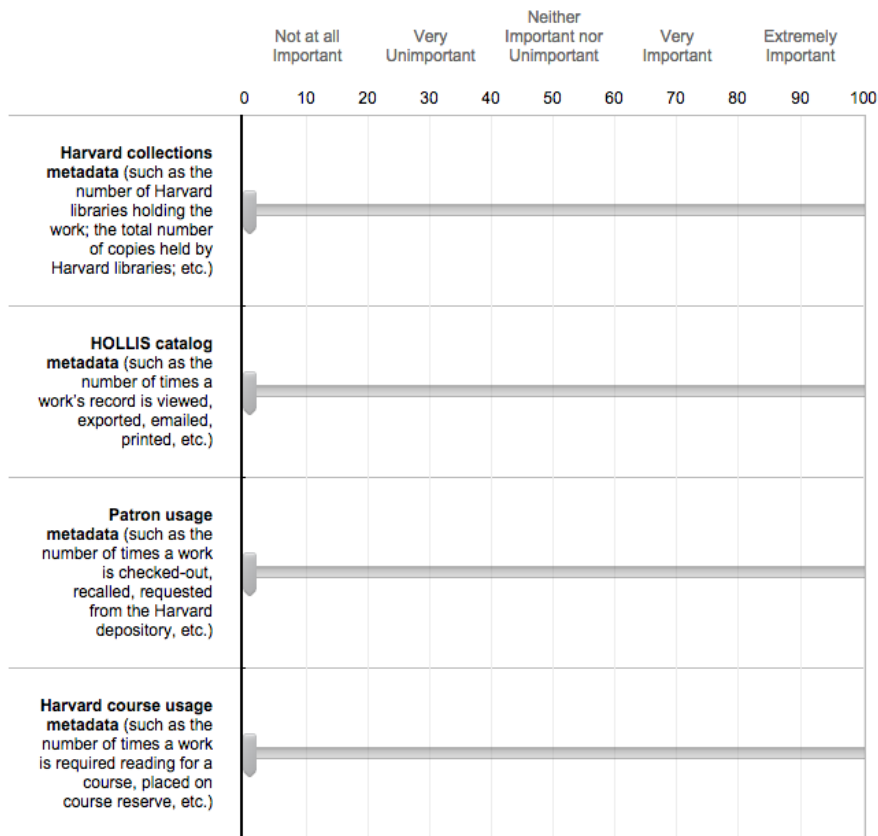 Not at all
Important
Very
Unimportant
Neither
Important nor
Unimportant
Very
Important
Extremely
Important
0 10 20 30 40 50 60 70 80 90 100
Harvard collections
metadata (such as the
number of Harvard
libraries holding the
work; the total number
of copies held by
Harvard libraries; etc.)
HOLLIS catalog
metadata (such as the
number of times a
work's record is viewed,
exported, emailed,
printed, etc.)
Patron usage
metadata (such as the
number of times a work
is checked-out,
recalled, requested
from the Harvard
depository, etc.)
Harvard course usage
metadata (such as the
number of times a work
is required reading for a
course, placed on
course reserve, etc.)